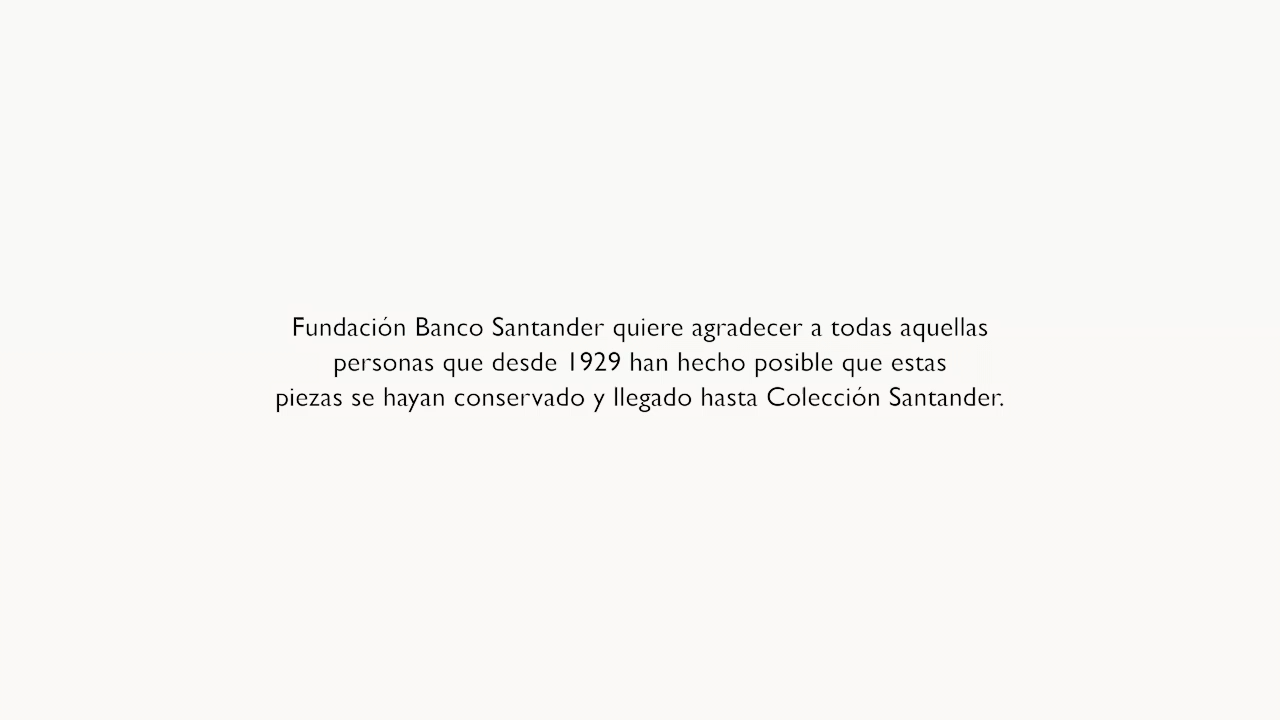 Fundación Banco Santander quiere agradecer a todas aquellas
personas que desde 1929 han hecho posible que estas
piezas se hayan conservado y llegado hasta Colección Santander.